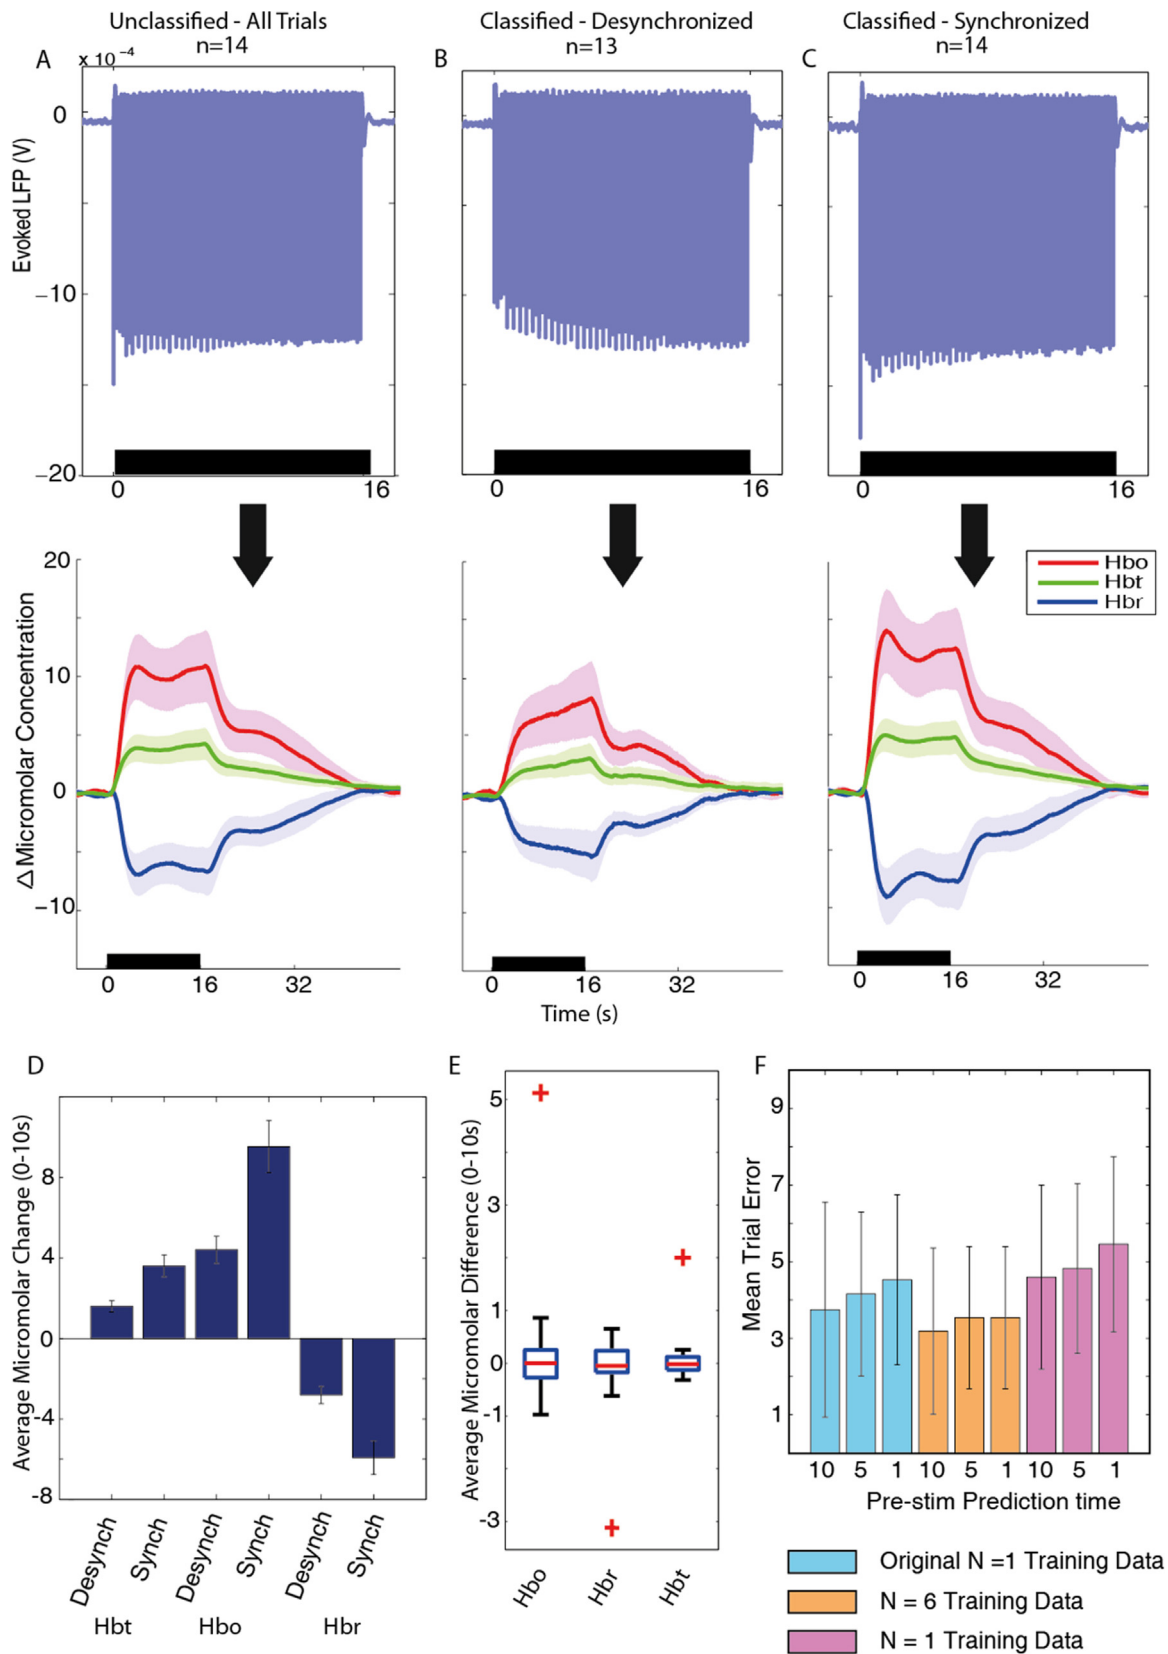 Unclassified - All Trials
n=14
Classified - Desynchronized
n=13
Classified - Synchronized
n=14
A
x 10⁻⁴
B
C
Evoked LFP (V)
0
−10
−20
0
16
0
16
0
16
Hbo
Hbt
Hbr
Δ Micromolar Concentration
20
10
0
−10
0
16
32
0
16
32
0
16
32
Time (s)
D
Average Micromolar Change (0-10s)
8
4
0
-4
-8
Desynch
Synch
Desynch
Synch
Desynch
Synch
Hbt
Hbo
Hbr
E
Average Micromolar Difference (0-10s)
5
3
1
0
-1
-3
Hbo
Hbr
Hbt
F
Mean Trial Error
9
7
5
3
1
10 5 1 10 5 1 10 5 1
Pre-stim Prediction time
Original N =1 Training Data
N = 6 Training Data
N = 1 Training Data